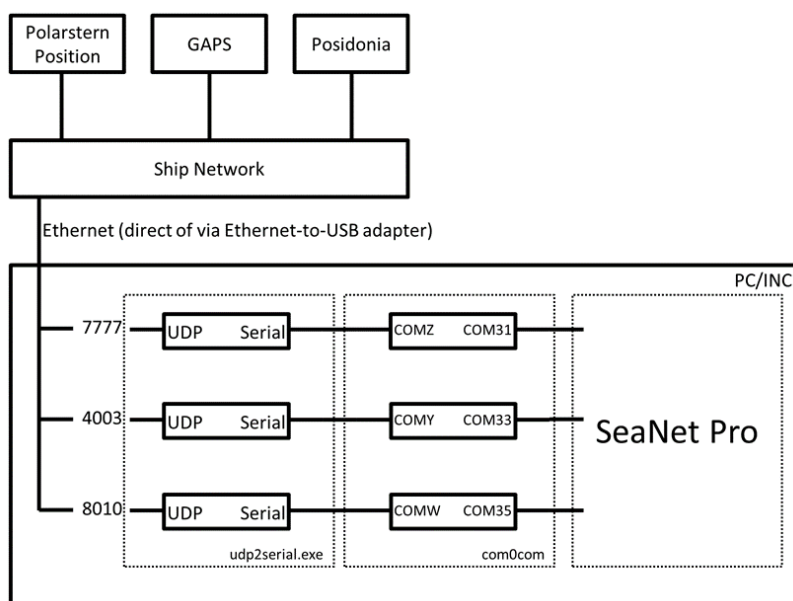 Polarstern
Position
GAPS
Posidonia
Ship Network
Ethernet (direct of via Ethernet-to-USB adapter)
PC/INC
7777
UDP Serial
COMZ COM31
4003
UDP Serial
COMY COM33
SeaNet Pro
8010
UDP Serial
COMW COM35
udp2serial.exe
com0com